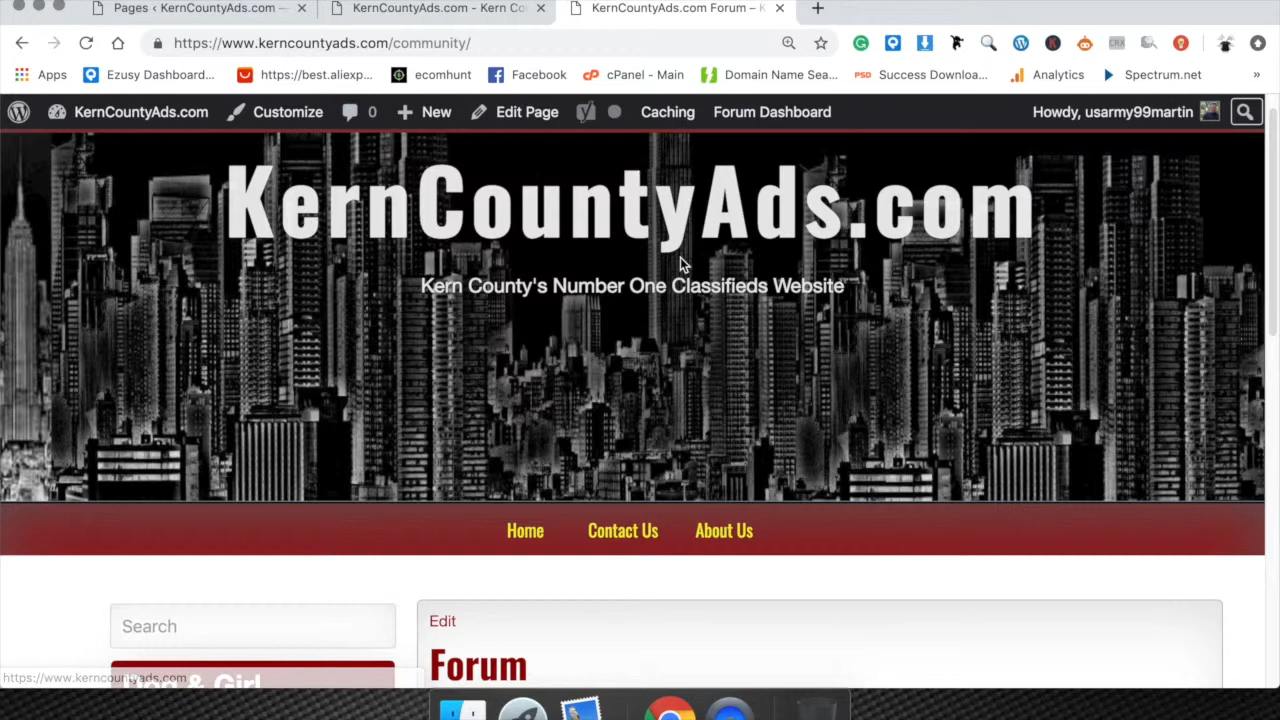 Pages ‹ KernCountyAds.com —
KernCountyAds.com - Kern Co
KernCountyAds.com Forum – K
https://www.kerncountyads.com/community/
Apps
Ezusy Dashboard...
https://best.aliexp...
ecomhunt
Facebook
cPanel - Main
Domain Name Sea...
PSD Success Downloa...
Analytics
Spectrum.net
»
KernCountyAds.com
Customize
0
New
Edit Page
Caching
Forum Dashboard
Howdy, usarmy99martin
KernCountyAds.com
Kern County's Number One Classifieds Website
Home
Contact Us
About Us
Search
Edit
Forum
https://www.kerncountyads.com
Dog & Girl